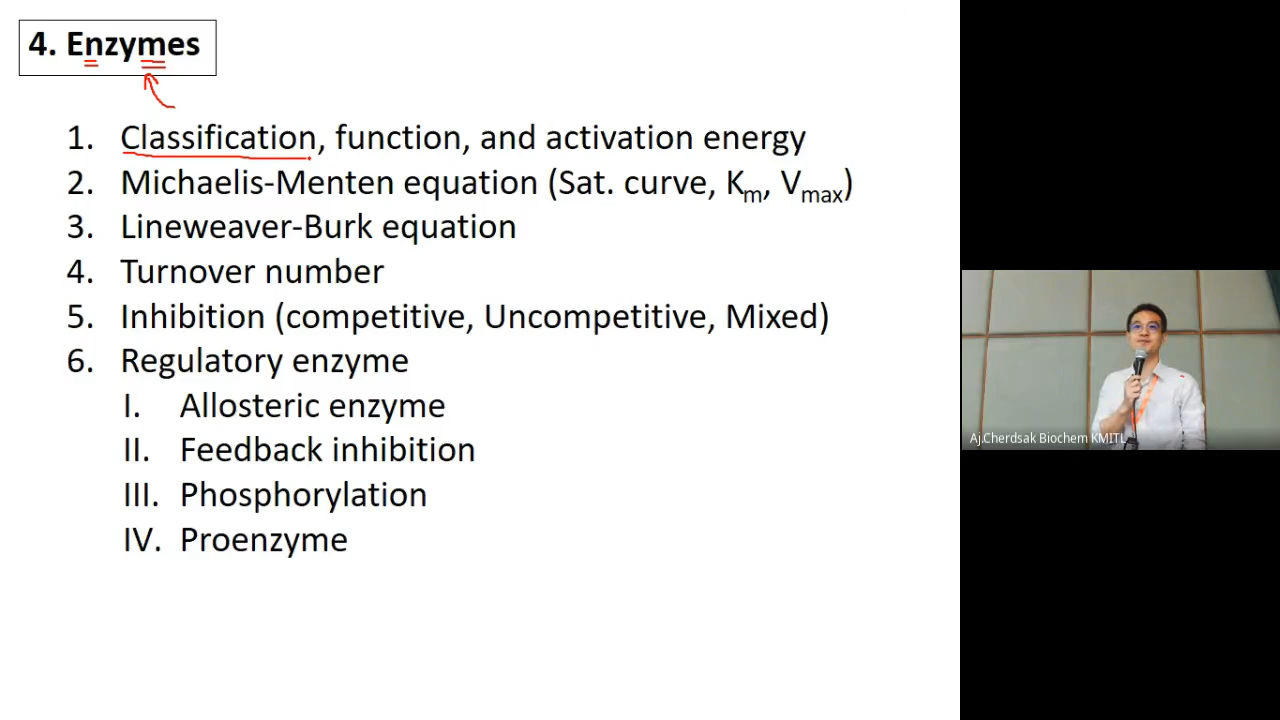 4. Enzymes
1. Classification, function, and activation energy
2. Michaelis-Menten equation (Sat. curve, Km, Vmax)
3. Lineweaver-Burk equation
4. Turnover number
5. Inhibition (competitive, Uncompetitive, Mixed)
6. Regulatory enzyme
I. Allosteric enzyme
II. Feedback inhibition
III. Phosphorylation
IV. Proenzyme
Aj.Cherdsak Biochem KMITL